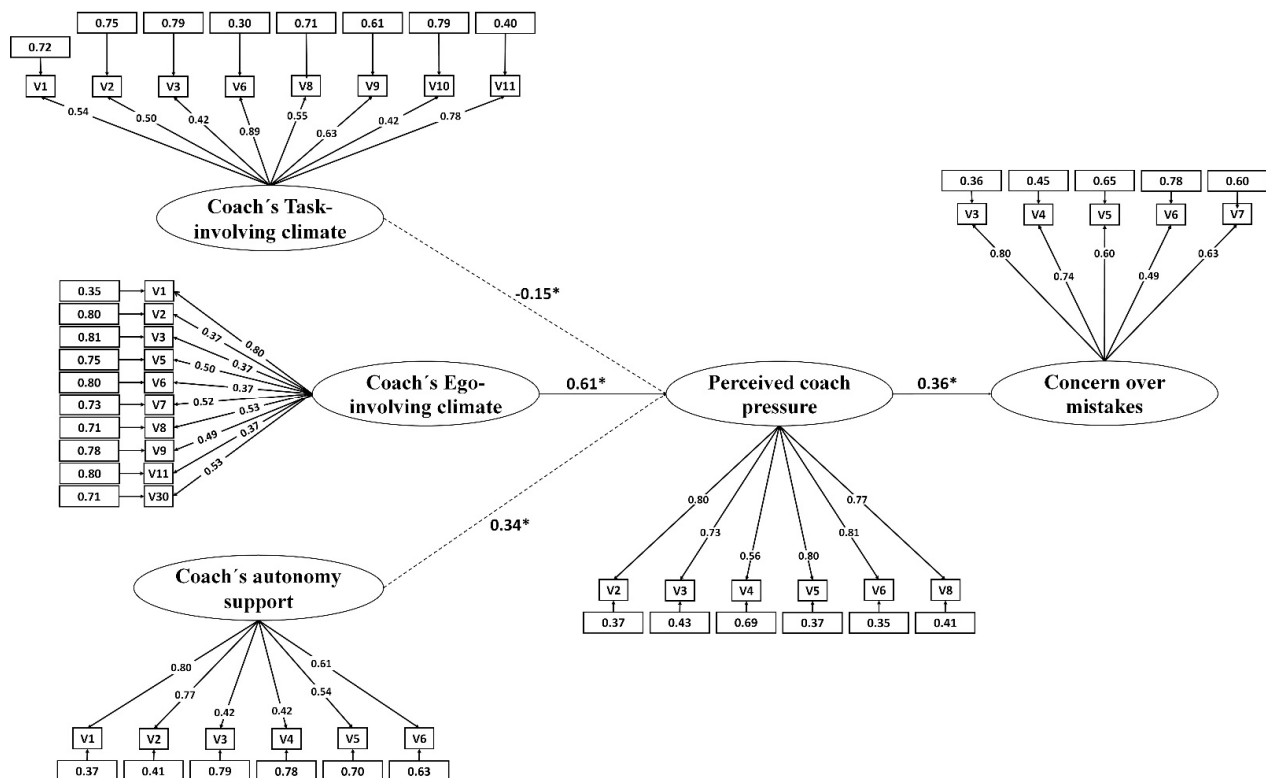 0.72
0.75
0.79
0.30
0.71
0.61
0.79
0.40
V1
V2
V3
V6
V8
V9
V10
V11
0.54
0.50
0.42
0.89
0.55
0.63
0.42
0.78
Coach´s Task-
involving climate
0.36
0.45
0.65
0.78
0.60
V3
V4
V5
V6
V7
0.80
0.74
0.60
0.49
0.63
-0.15*
0.35 V1
0.80 V2
0.81 V3
0.75 V5
0.80 V6
0.73 V7
0.71 V8
0.78 V9
0.80 V11
0.71 V30
0.80
0.37
0.37
0.50
0.37
0.52
0.53
0.49
0.37
0.53
Coach´s Ego-
involving climate
0.61*
Perceived coach
pressure
0.36*
Concern over
mistakes
0.34*
0.80
0.73
0.56
0.80
0.81
0.77
V2
V3
V4
V5
V6
V8
0.37
0.43
0.69
0.37
0.35
0.41
Coach´s autonomy
support
0.80
0.77
0.42
0.42
0.54
0.61
V1
V2
V3
V4
V5
V6
0.37
0.41
0.79
0.78
0.70
0.63